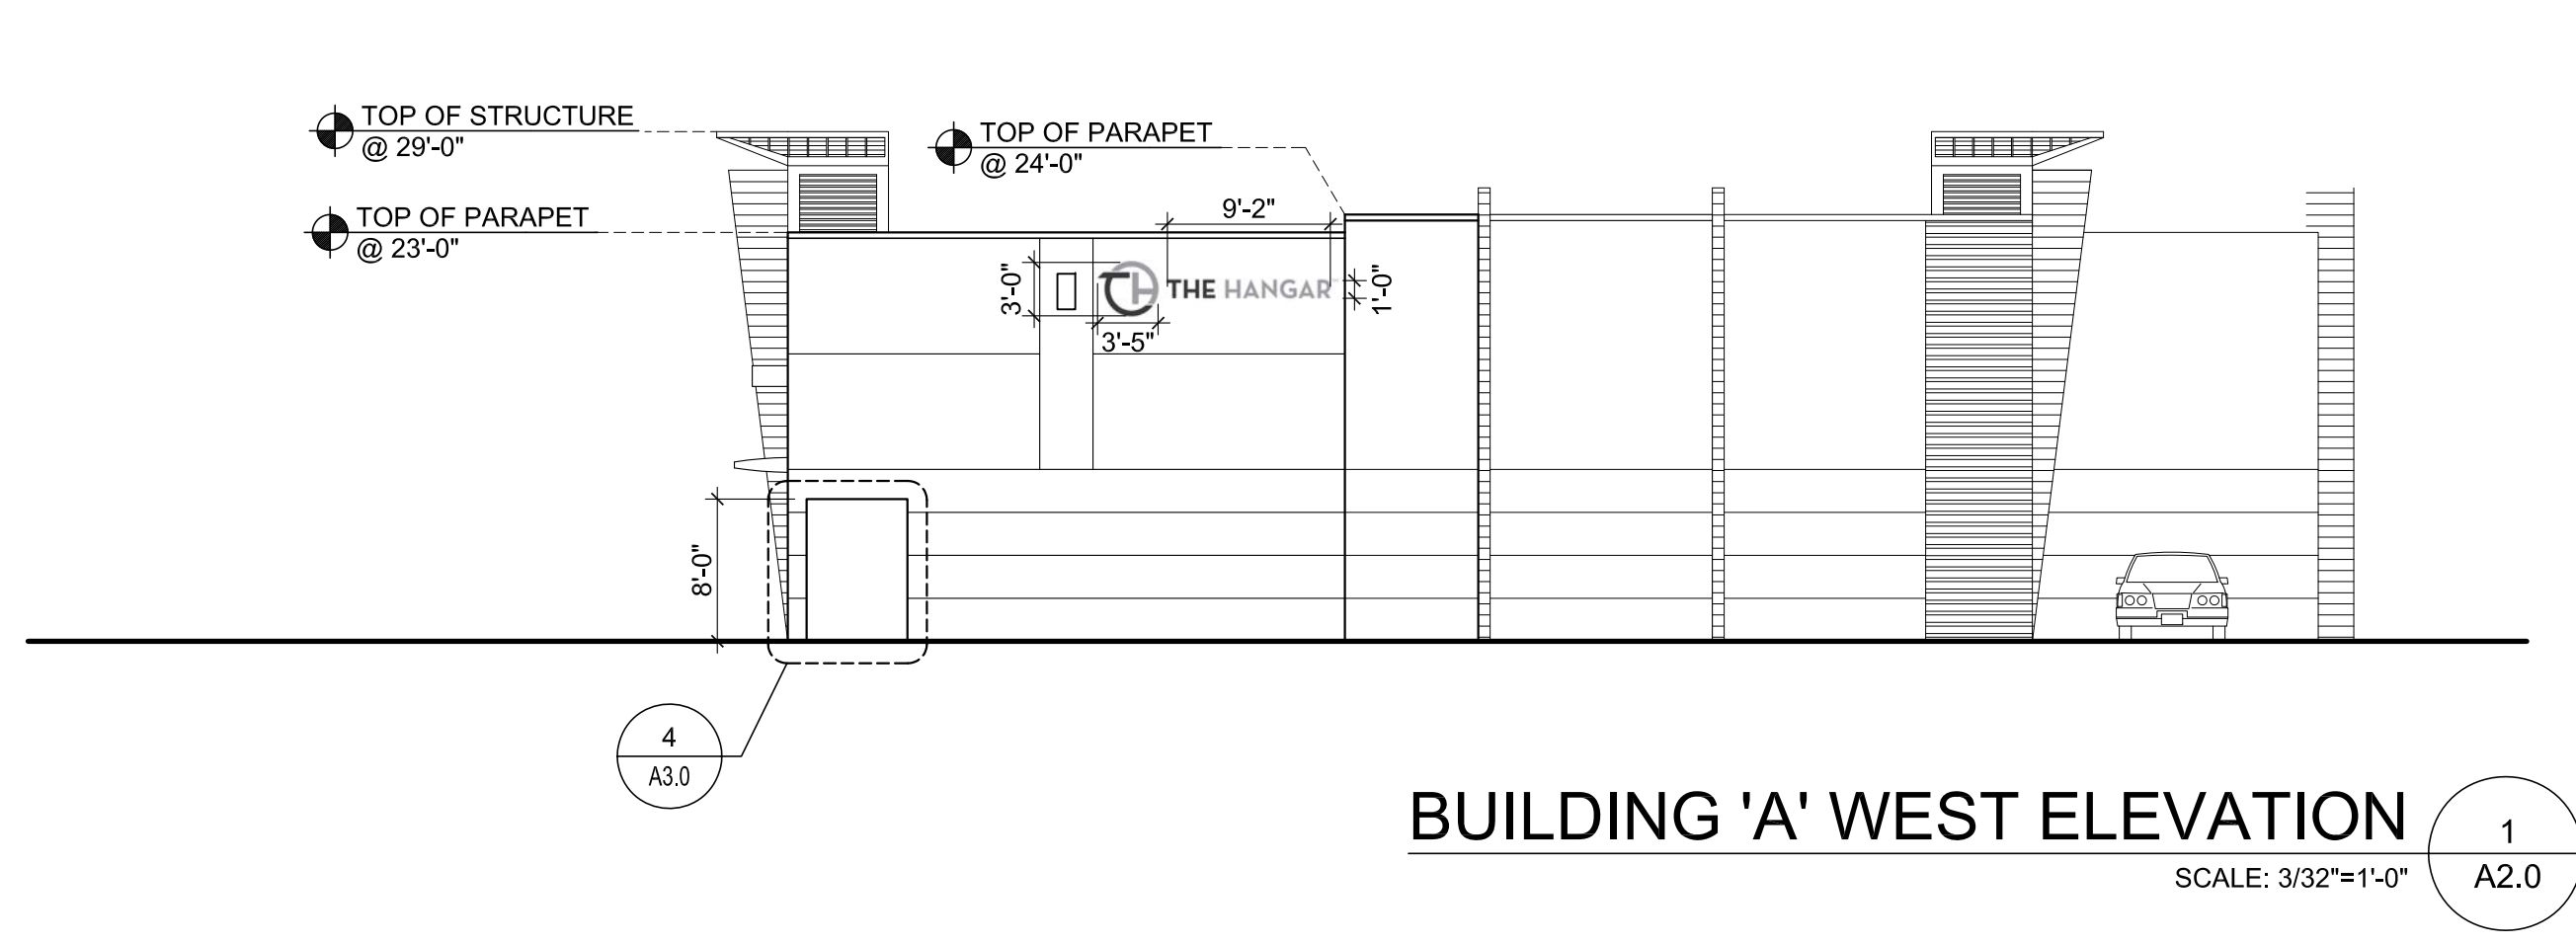 TOP OF STRUCTURE
@ 29'-0"
TOP OF PARAPET
@ 24'-0"
TOP OF PARAPET
@ 23'-0"
9'-2"
3'-0"
TH THE HANGAR
1'-0"
3'-5"
8'-0"
4
A3.0
BUILDING 'A' WEST ELEVATION
SCALE: 3/32"=1'-0"
1
A2.0